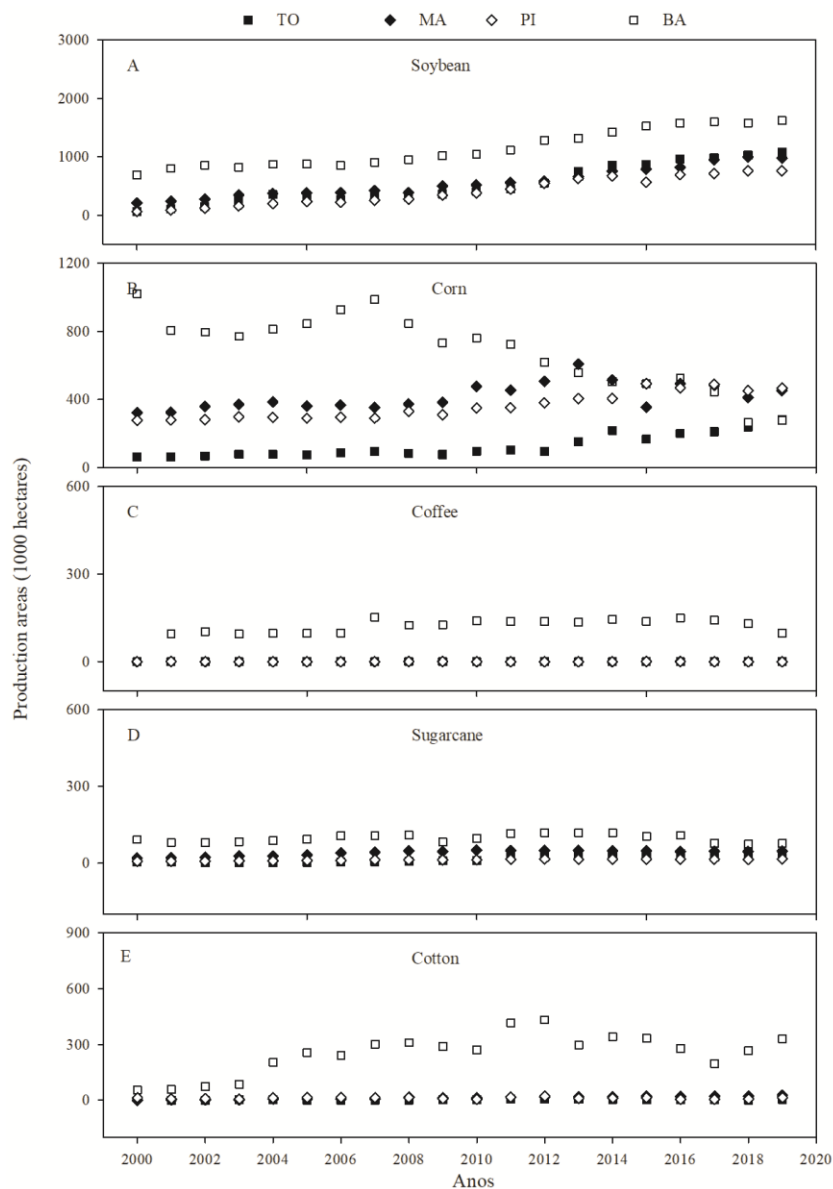 TO MA PI BA
3000
A Soybean
2000
1000
0
1200
B Corn
800
400
0
600
C Coffee
300
0
600
D Sugarcane
300
0
900
E Cotton
600
300
0
Production areas (1000 hectares)
2000 2002 2004 2006 2008 2010 2012 2014 2016 2018 2020
Anos